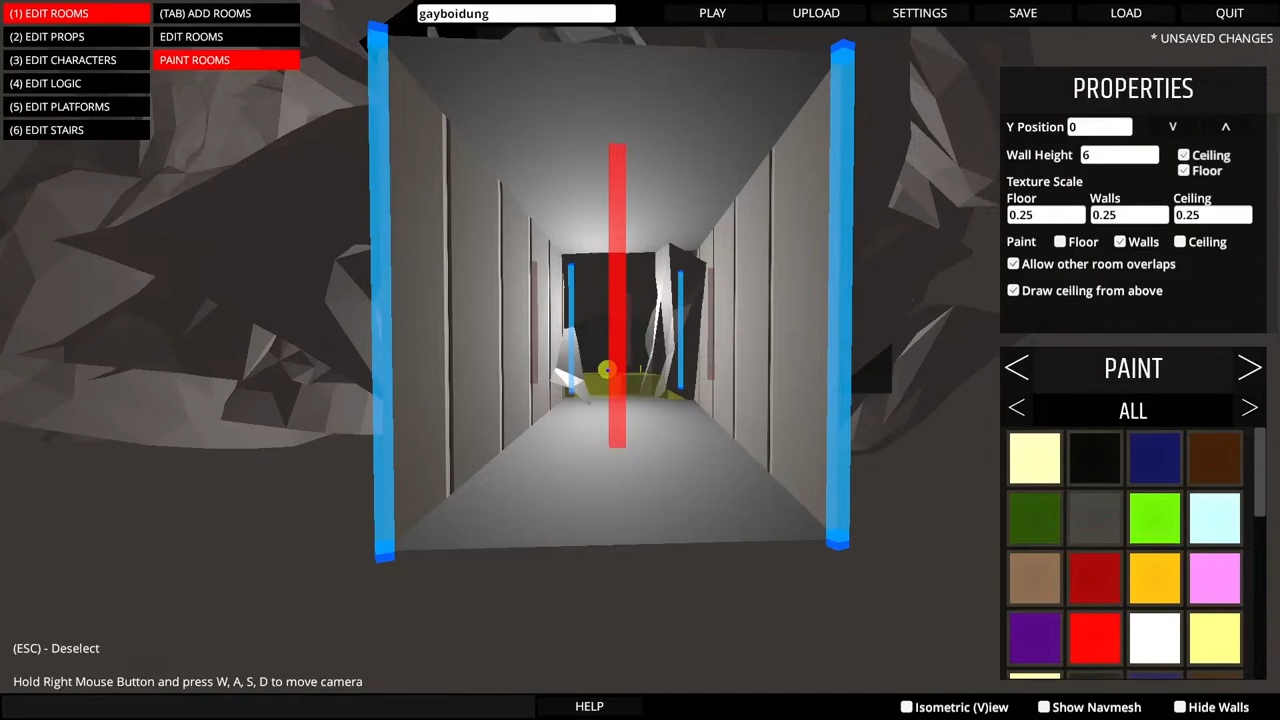 (1) EDIT ROOMS
(TAB) ADD ROOMS
gayboidung
PLAY
UPLOAD
SETTINGS
SAVE
LOAD
QUIT
(2) EDIT PROPS
EDIT ROOMS
* UNSAVED CHANGES
(3) EDIT CHARACTERS
PAINT ROOMS
(4) EDIT LOGIC
(5) EDIT PLATFORMS
(6) EDIT STAIRS
PROPERTIES
Y Position 0
V
Λ
Wall Height 6
Ceiling
Floor
Texture Scale
Floor
Walls
Ceiling
0.25
0.25
0.25
Paint
Floor
Walls
Ceiling
Allow other room overlaps
Draw ceiling from above
< PAINT >
< ALL >
(ESC) - Deselect
Hold Right Mouse Button and press W, A, S, D to move camera
HELP
Isometric (V)iew
Show Navmesh
Hide Walls